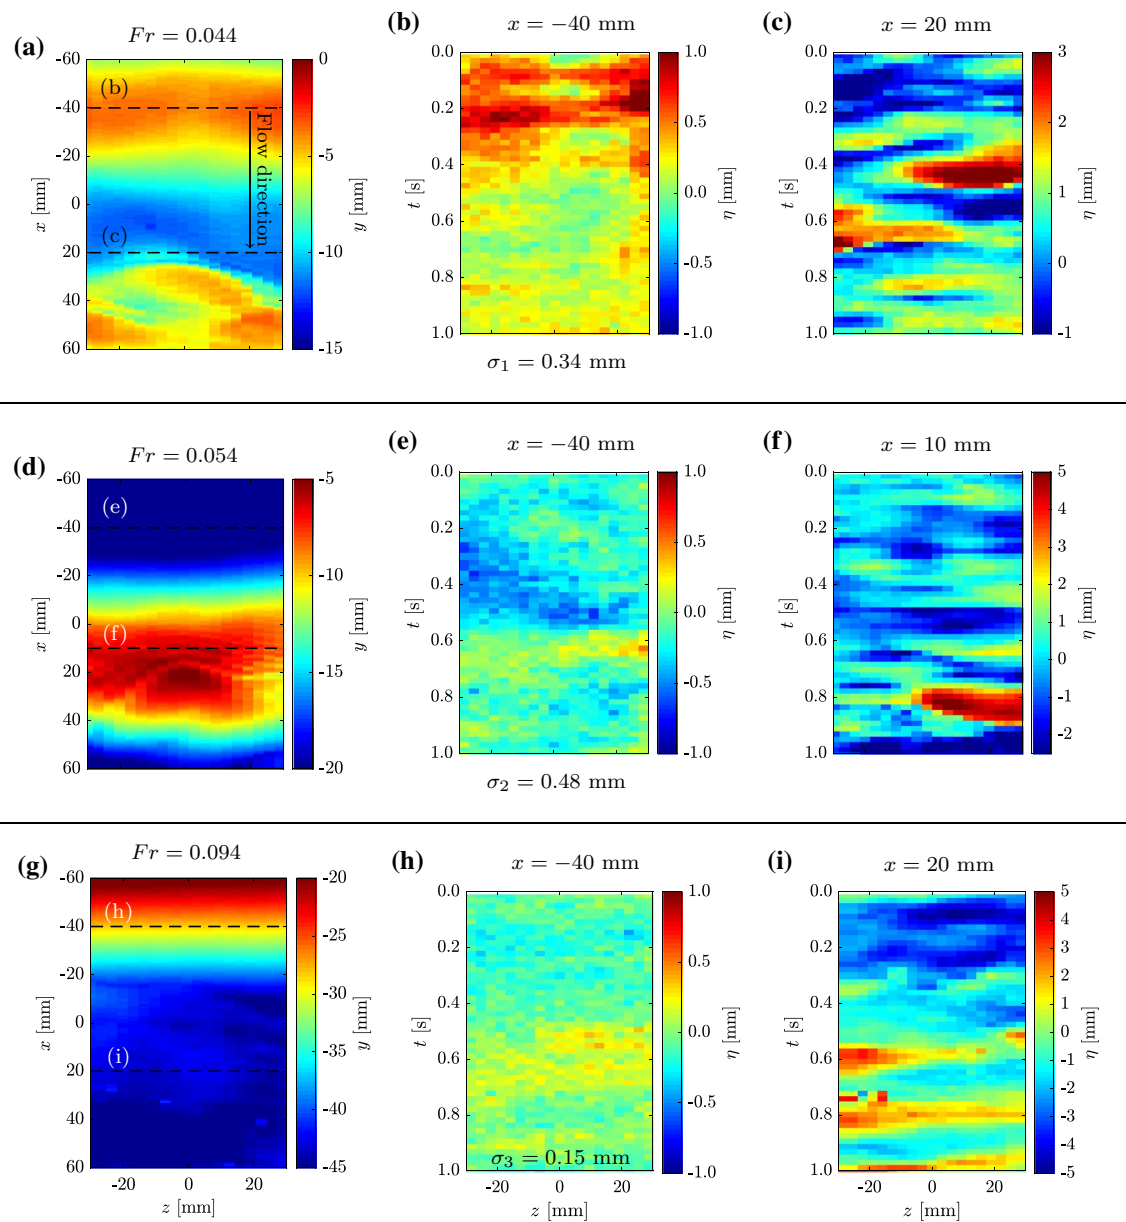 (a) Fr = 0.044
(b) x = −40 mm
(c) x = 20 mm
-60
-40
-20
0
20
40
60
x [mm]
(b)
Flow direction
(c)
0
-5
-10
-15
y [mm]
0.0
0.2
0.4
0.6
0.8
1.0
t [s]
1.0
0.5
0.0
-0.5
-1.0
η [mm]
σ1 = 0.34 mm
0.0
0.2
0.4
0.6
0.8
1.0
t [s]
3
2
1
0
-1
η [mm]
(d) Fr = 0.054
(e) x = −40 mm
(f) x = 10 mm
-60
-40
-20
0
20
40
60
x [mm]
(e)
(f)
-5
-10
-15
-20
y [mm]
0.0
0.2
0.4
0.6
0.8
1.0
t [s]
1.0
0.5
0.0
-0.5
-1.0
η [mm]
σ2 = 0.48 mm
0.0
0.2
0.4
0.6
0.8
1.0
t [s]
5
4
3
2
1
0
-1
-2
η [mm]
(g) Fr = 0.094
(h) x = −40 mm
(i) x = 20 mm
-60
-40
-20
0
20
40
60
x [mm]
(h)
(i)
-20 0 20
z [mm]
-20
-25
-30
-35
-40
-45
y [mm]
0.0
0.2
0.4
0.6
0.8
1.0
t [s]
σ3 = 0.15 mm
-20 0 20
z [mm]
1.0
0.5
0.0
-0.5
-1.0
η [mm]
0.0
0.2
0.4
0.6
0.8
1.0
t [s]
-20 0 20
z [mm]
5
4
3
2
1
0
-1
-2
-3
-4
-5
η [mm]